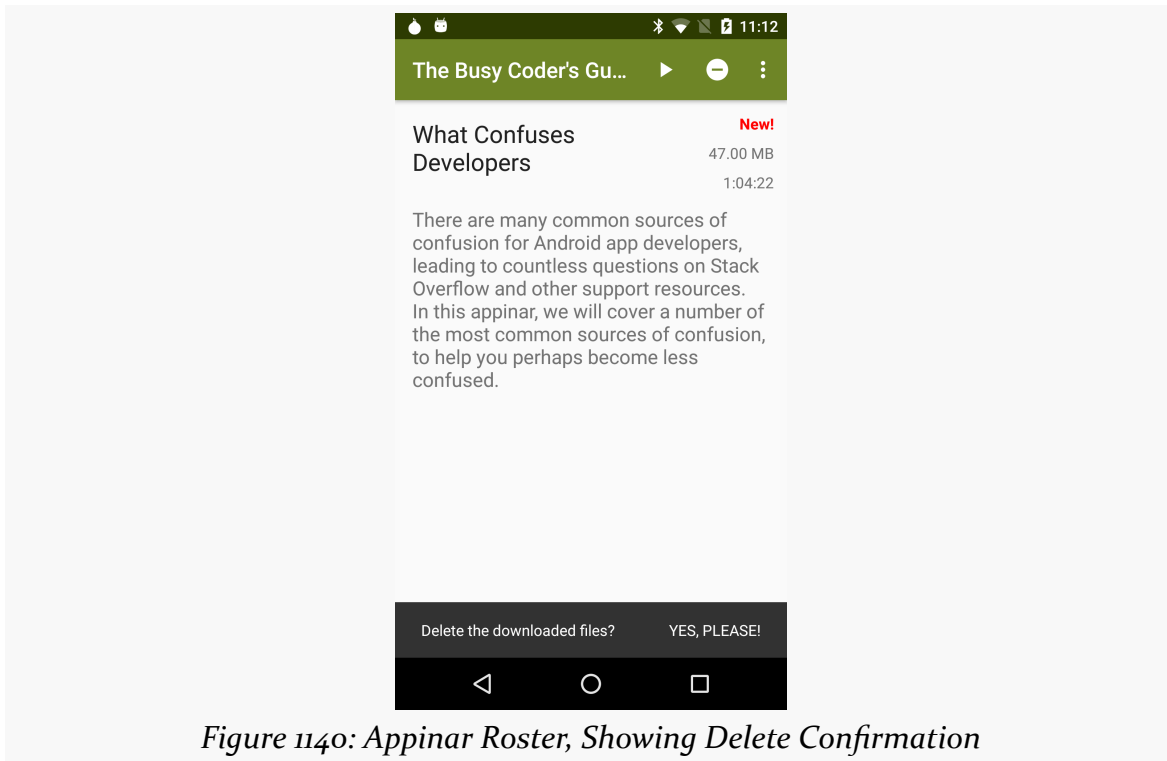 11:12
The Busy Coder's Gu...
What Confuses
Developers
New!
47.00 MB
1:04:22
There are many common sources of
confusion for Android app developers,
leading to countless questions on Stack
Overflow and other support resources.
In this appinar, we will cover a number of
the most common sources of confusion,
to help you perhaps become less
confused.
Delete the downloaded files? YES, PLEASE!
Figure 1140: Appinar Roster, Showing Delete Confirmation